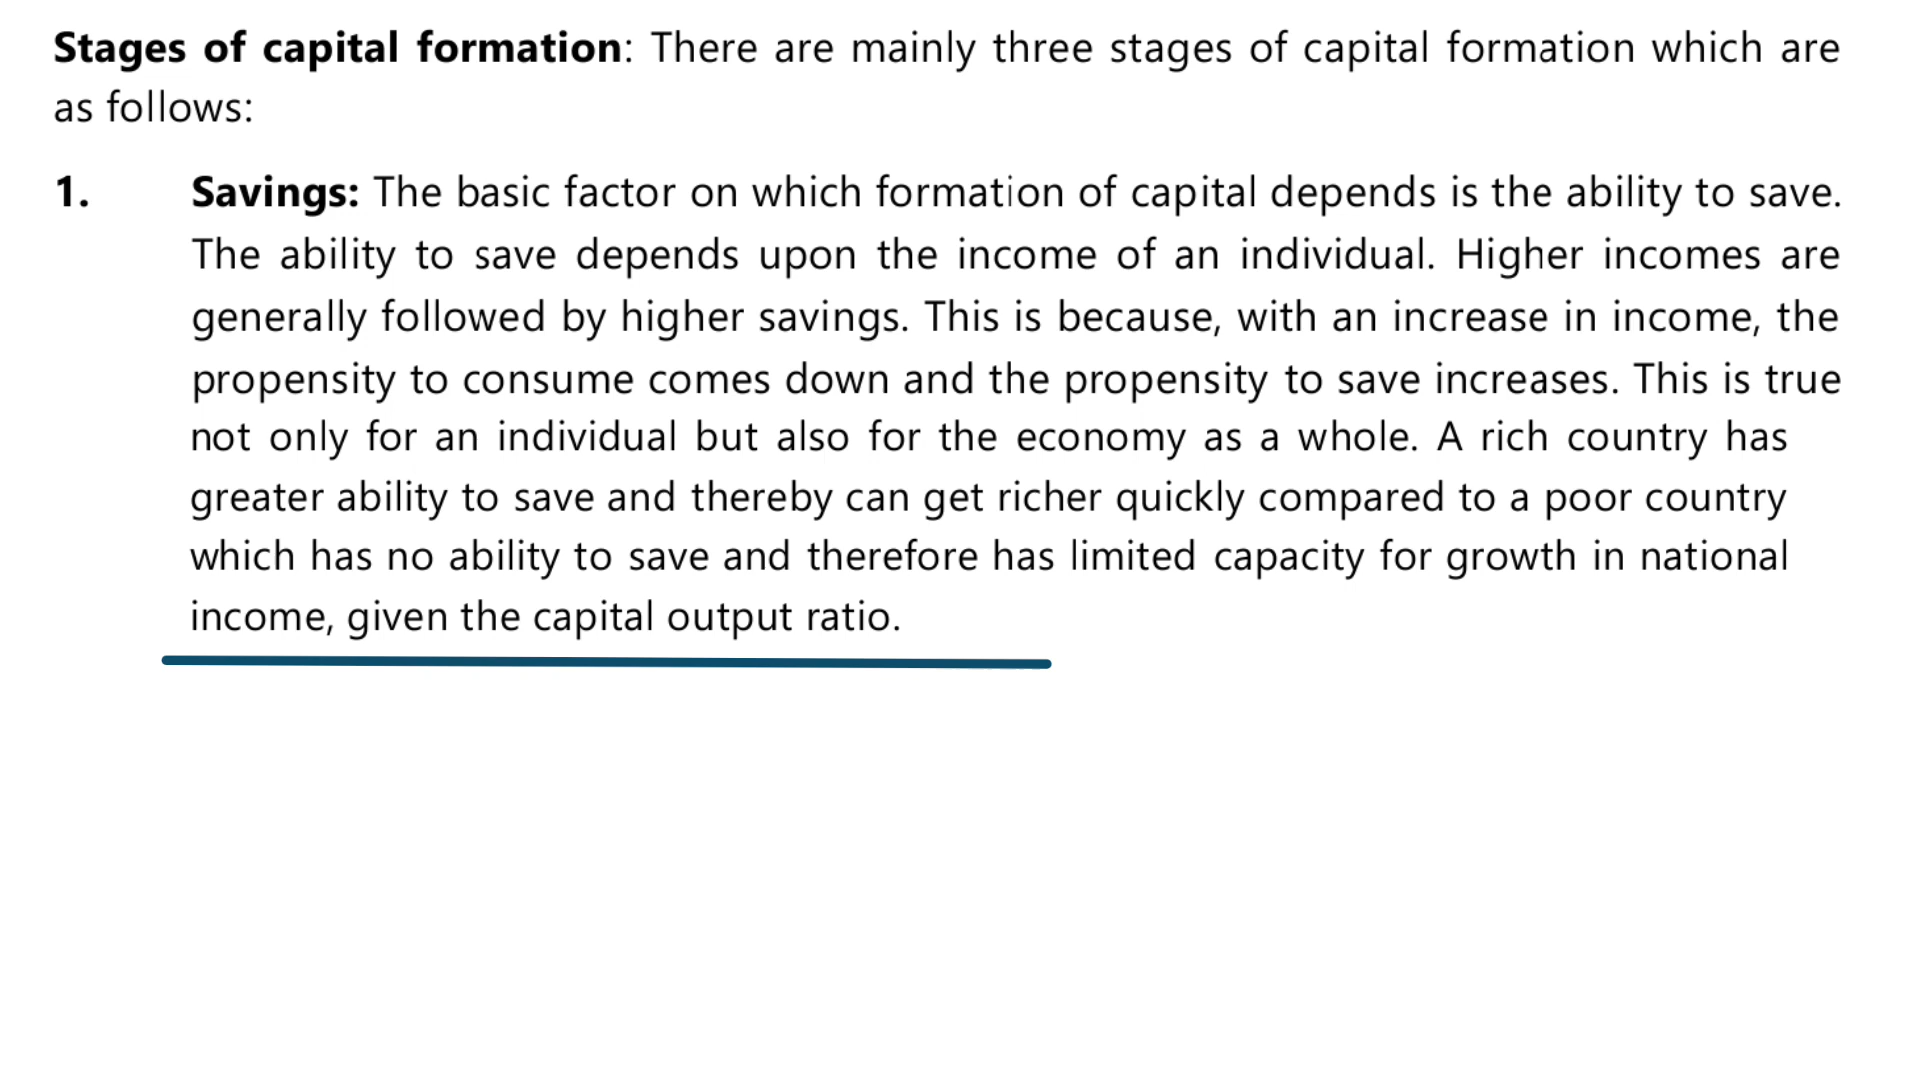 Stages of capital formation: There are mainly three stages of capital formation which are
as follows:
1. Savings: The basic factor on which formation of capital depends is the ability to save.
The ability to save depends upon the income of an individual. Higher incomes are
generally followed by higher savings. This is because, with an increase in income, the
propensity to consume comes down and the propensity to save increases. This is true
not only for an individual but also for the economy as a whole. A rich country has
greater ability to save and thereby can get richer quickly compared to a poor country
which has no ability to save and therefore has limited capacity for growth in national
income, given the capital output ratio.